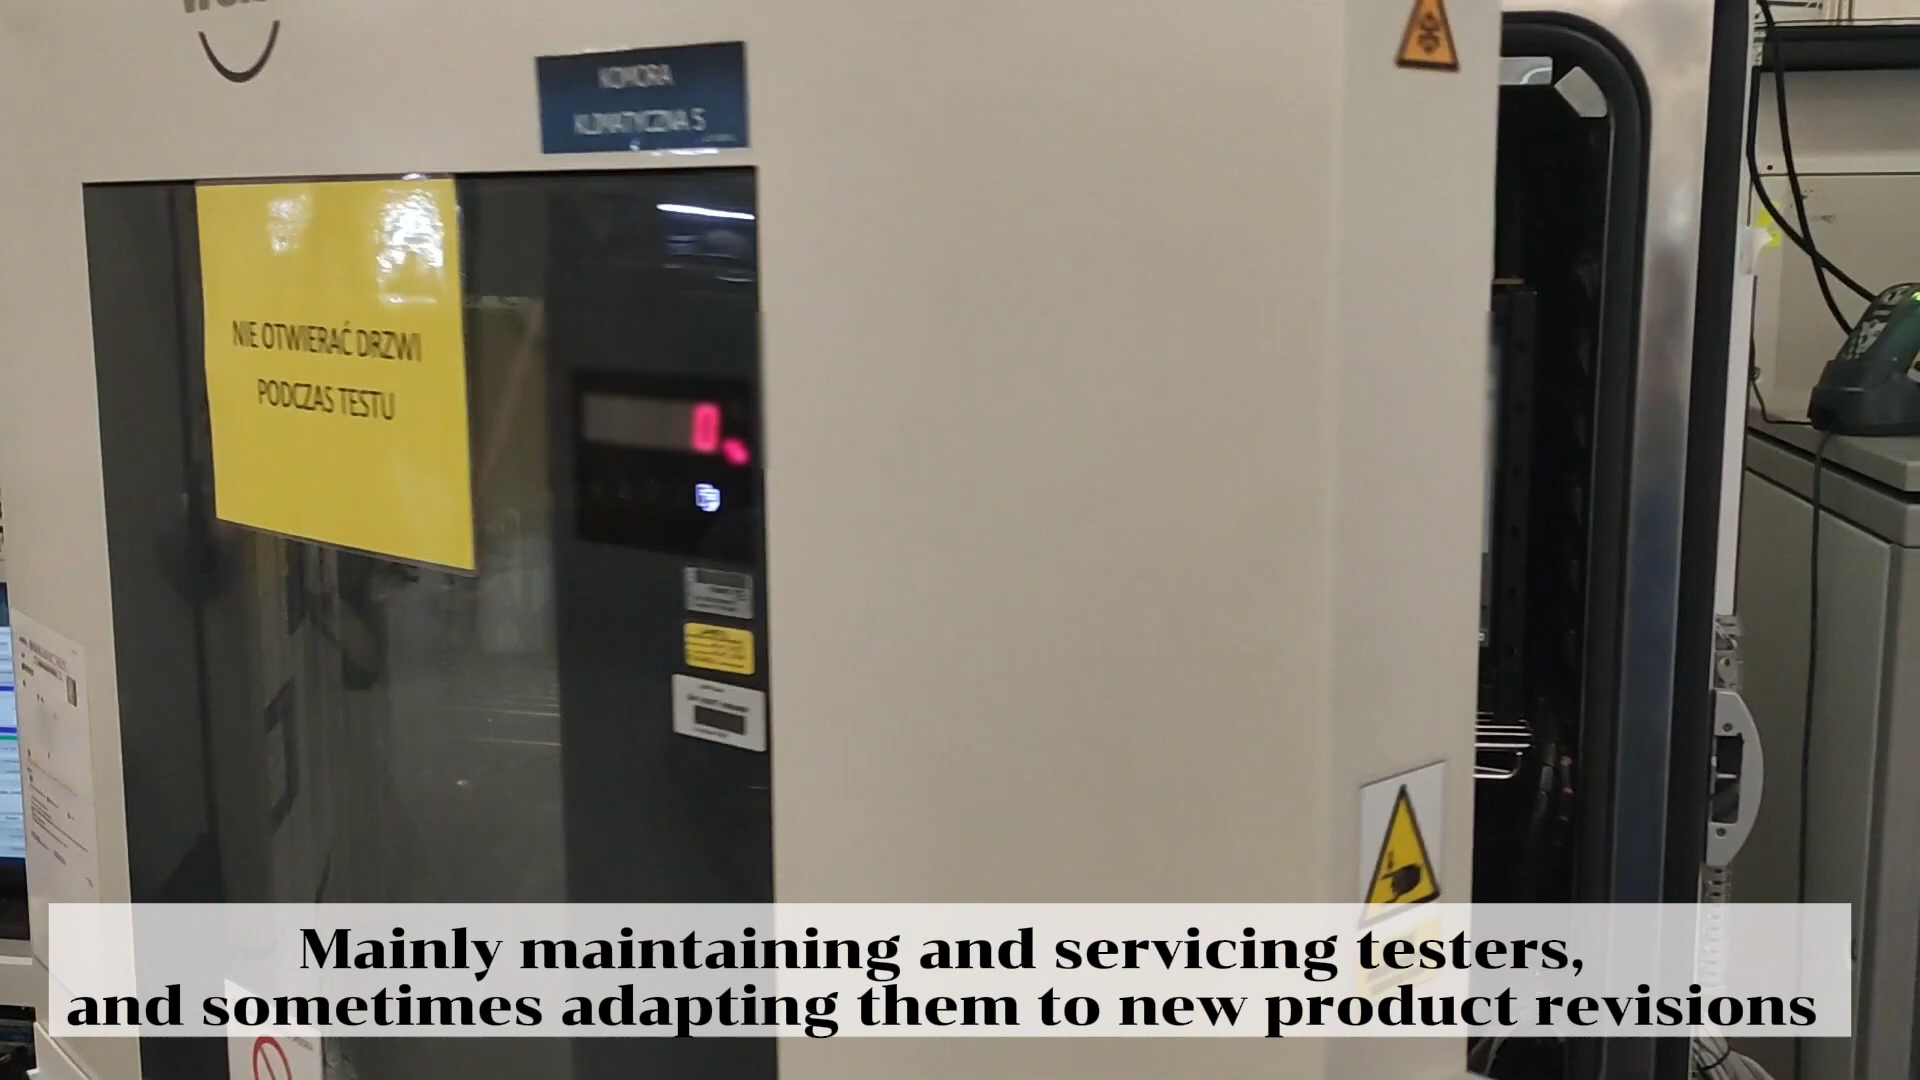 KOMORA
KLIMATYCZNA 5
NIE OTWIERAĆ DRZWI
PODCZAS TESTU
0
Mainly maintaining and servicing testers,
and sometimes adapting them to new product revisions